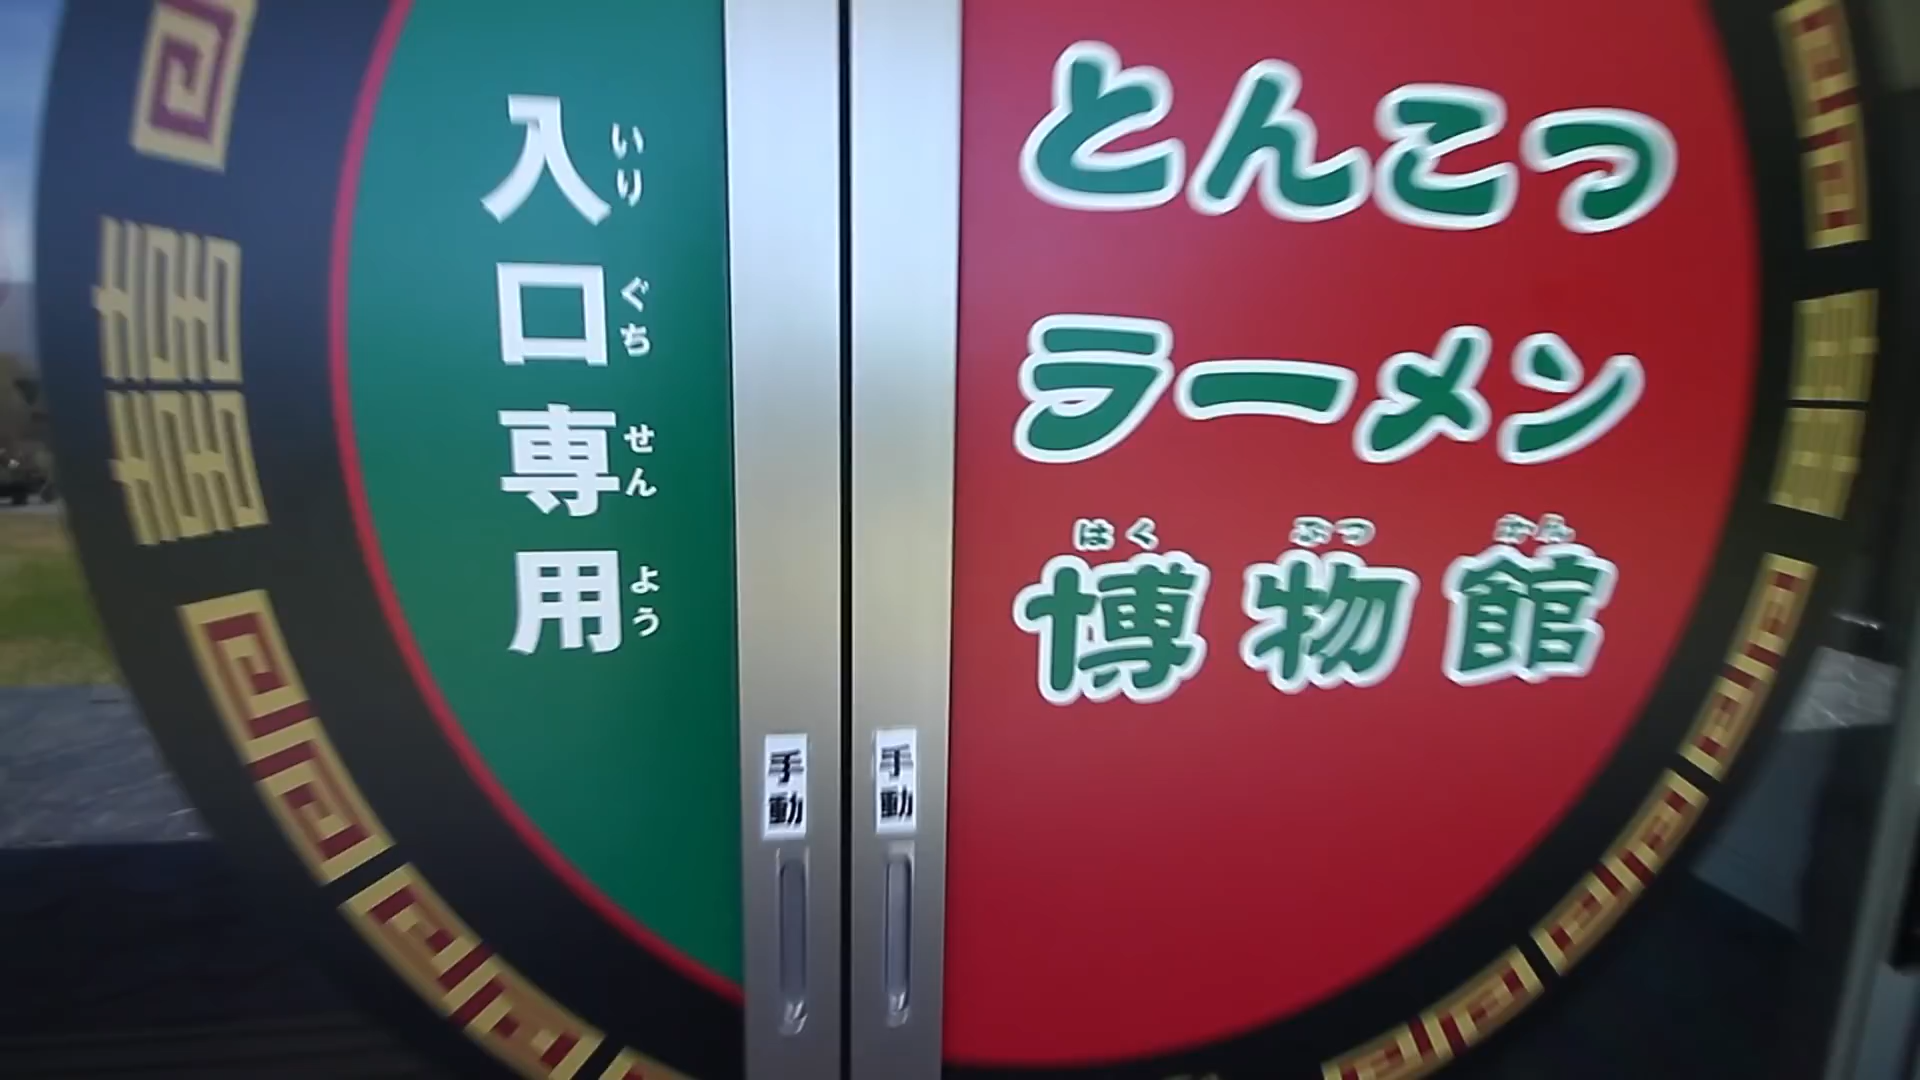 入口専用
いりぐちせんよう
とんこつ
ラーメン
はくぶつかん
博物館
手動
手動